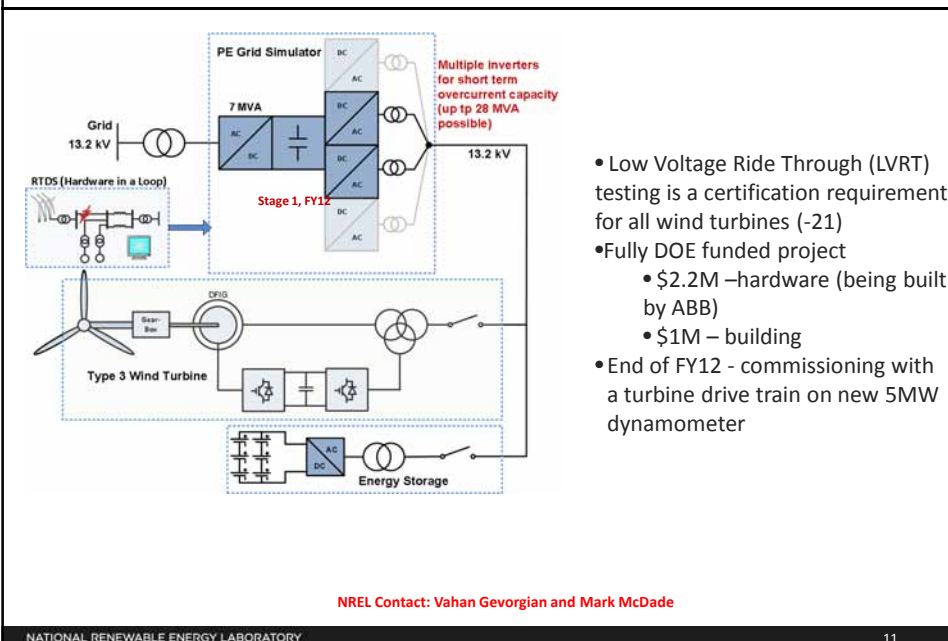 PE Grid Simulator
DC
AC
Multiple inverters
for short term
overcurrent capacity
(up tp 28 MVA
possible)
7 MVA
DC
AC
Grid
13.2 kV
AC
DC
13.2 kV
DC
AC
RTDS (Hardware in a Loop)
Stage 1, FY12
DC
AC
DFIG
Gear-
Box
Type 3 Wind Turbine
AC
DC
Energy Storage
• Low Voltage Ride Through (LVRT)
testing is a certification requirement
for all wind turbines (-21)
•Fully DOE funded project
• $2.2M –hardware (being built
by ABB)
• $1M – building
• End of FY12 - commissioning with
a turbine drive train on new 5MW
dynamometer
NREL Contact: Vahan Gevorgian and Mark McDade
NATIONAL RENEWABLE ENERGY LABORATORY
11